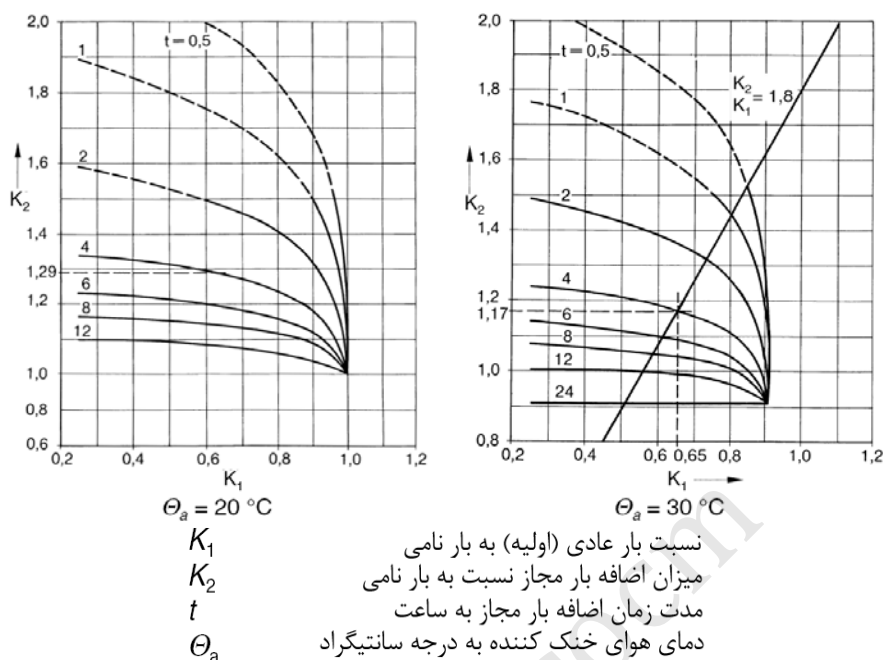 2,0
1,8
1,6
1,4
1,29
1,2
1,0
0,8
0,6
K₂
t = 0,5
1
2
4
6
8
12
0,2 0,4 0,6 0,8 1,0 1,2
K₁
Θₐ = 20 °C
2,0
1,8
1,6
1,4
1,2
1,17
1,0
0,8
K₂
t = 0,5
1
2
4
6
8
12
24
K₂
K₁ = 1,8
0,2 0,4 0,6 0,65 0,8 1,0 1,2
K₁
Θₐ = 30 °C
K₁ نسبت بار عادی (اولیه) به بار نامی
K₂ میزان اضافه بار مجاز نسبت به بار نامی
t مدت زمان اضافه بار مجاز به ساعت
Θₐ دمای هوای خنک کننده به درجه سانتیگراد